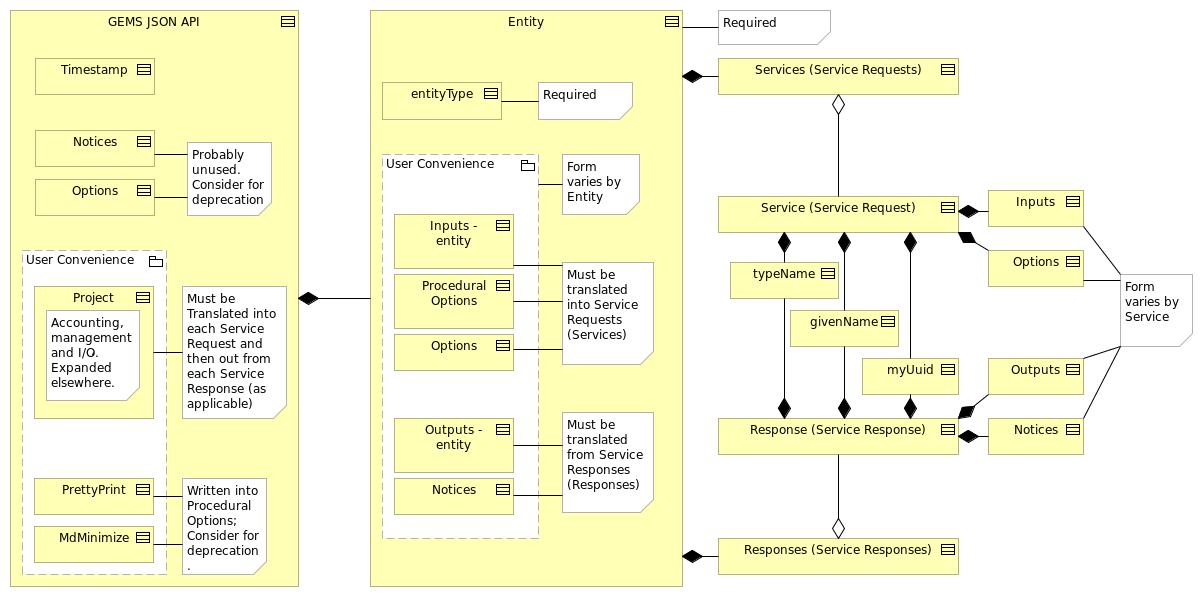 GEMS JSON API
Timestamp
Notices
Options
Probably
unused.
Consider for
deprecation
User Convenience
Project
Accounting,
management
and I/O.
Expanded
elsewhere.
Must be
Translated into
each Service
Request and
then out from
each Service
Response (as
applicable)
PrettyPrint
MdMinimize
Written into
Procedural
Options;
Consider for
deprecation
.
Entity
entityType
Required
User Convenience
Form
varies by
Entity
Inputs -
entity
Procedural
Options
Options
Must be
translated
into Service
Requests
(Services)
Outputs -
entity
Notices
Must be
translated
from Service
Responses
(Responses)
Required
Services (Service Requests)
Service (Service Request)
Inputs
Options
typeName
givenName
myUuid
Form
varies by
Service
Outputs
Response (Service Response)
Notices
Responses (Service Responses)